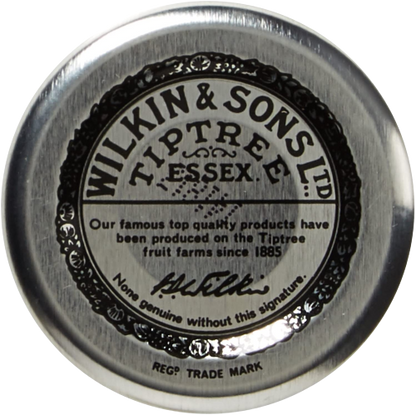 WILKIN & SONS LTD
TIPTREE
ESSEX.
Our famous top quality products have
been produced on the Tiptree
fruit farms since 1885
None genuine without this signature.
REGD. TRADE MARK